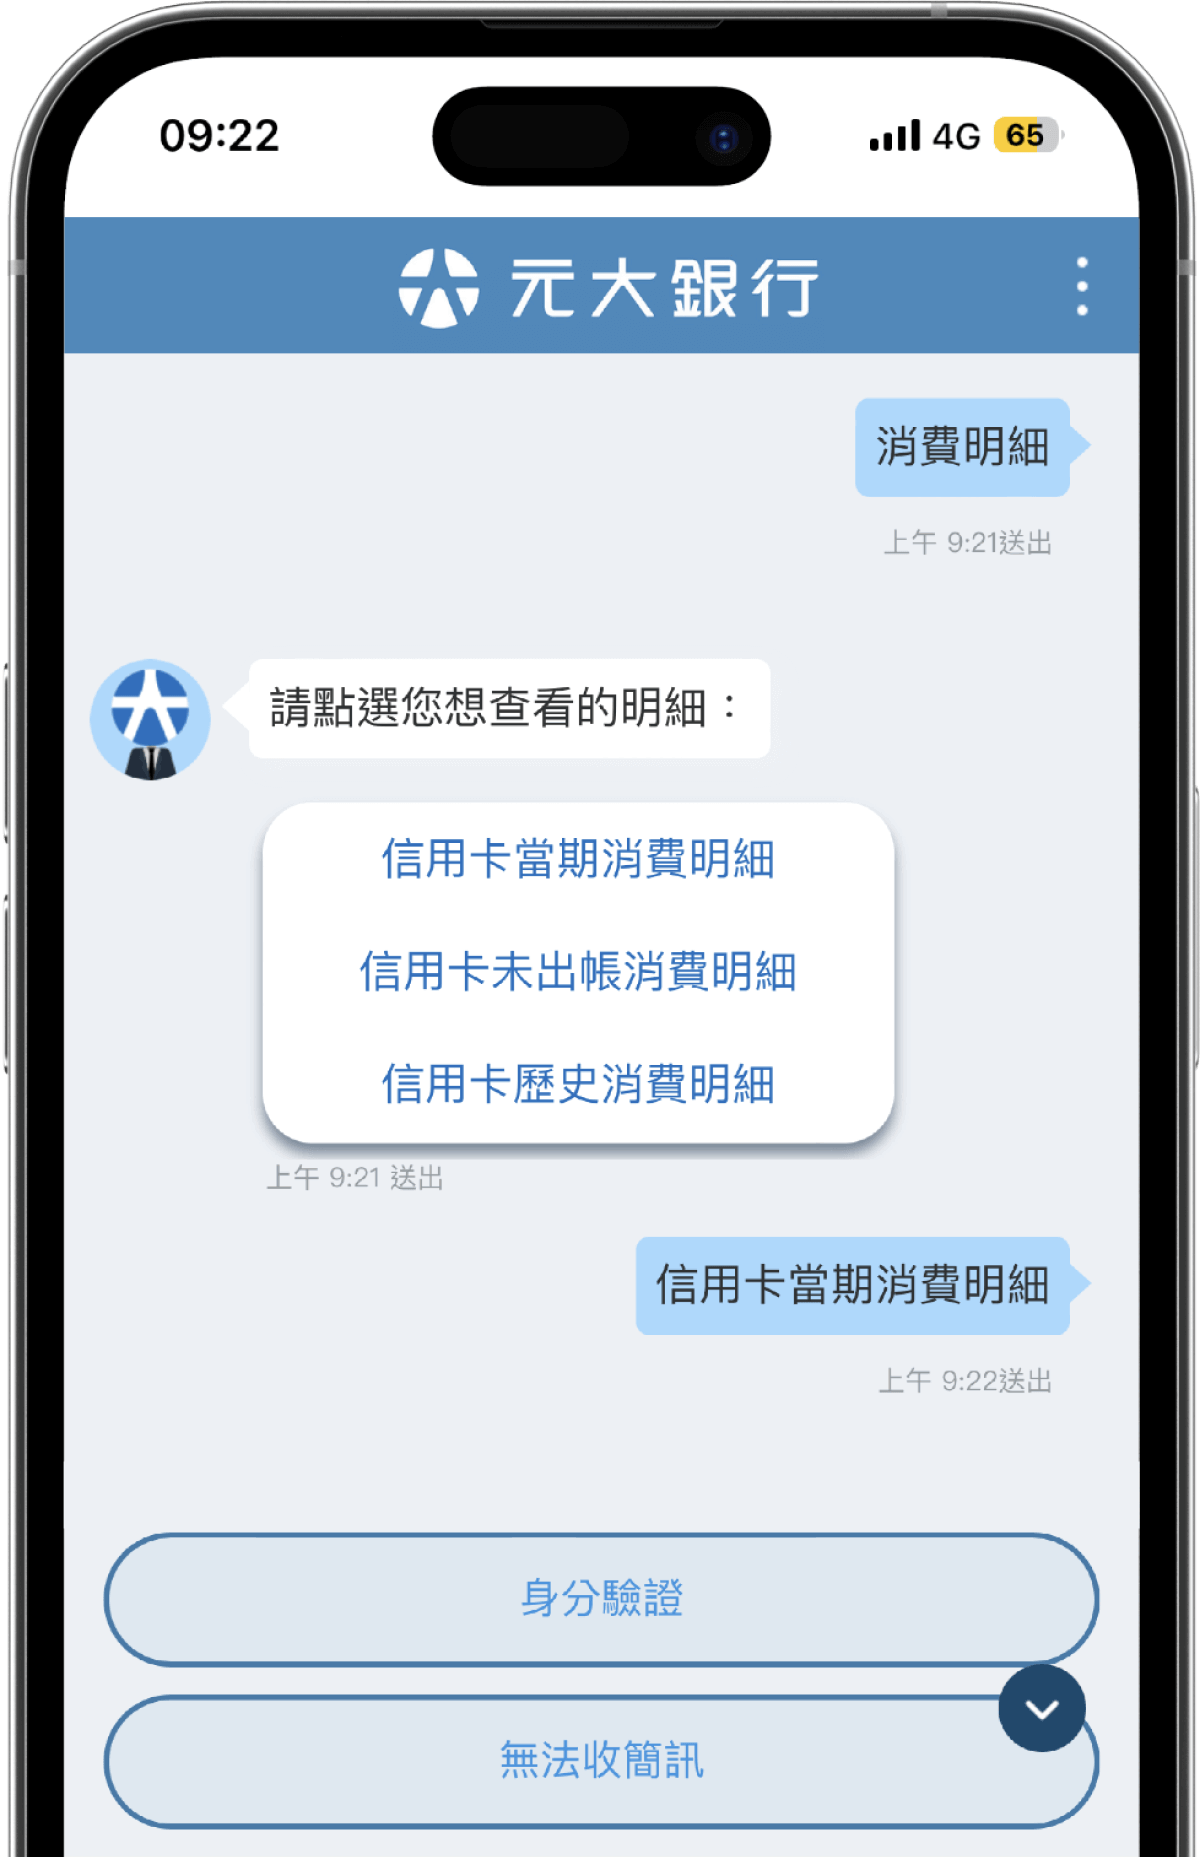 09:22
4G 65
元大銀行
消費明細
上午 9:21送出
請點選您想查看的明細：
信用卡當期消費明細
信用卡未出帳消費明細
信用卡歷史消費明細
上午 9:21 送出
信用卡當期消費明細
上午 9:22送出
身分驗證
無法收簡訊